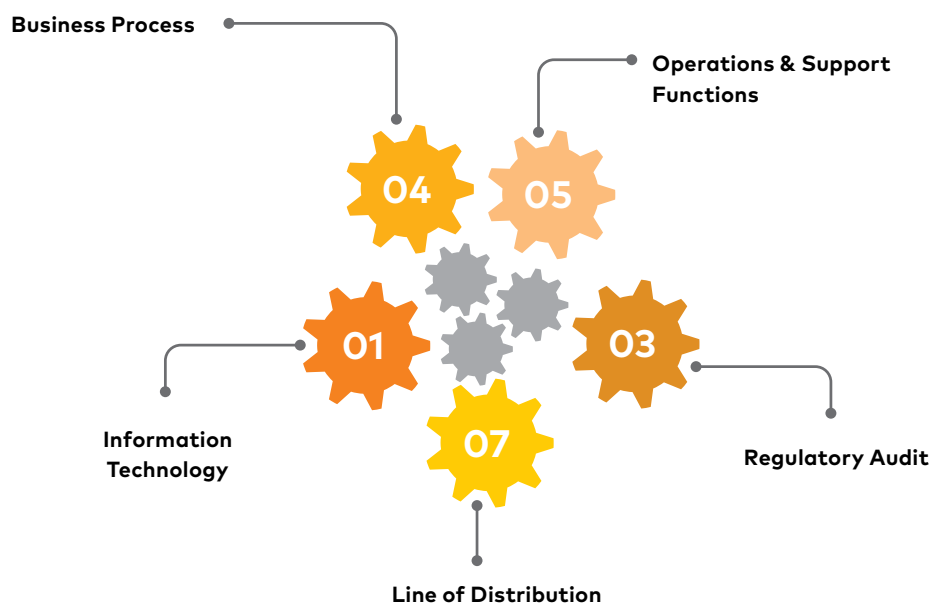 Business Process
Operations & Support
Functions
04
05
01
03
07
Information
Technology
Regulatory Audit
Line of Distribution